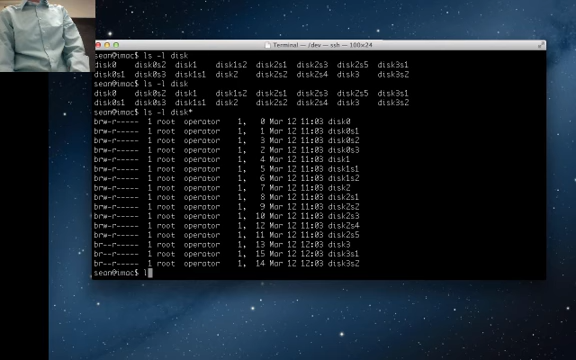 Terminal — /dev — ssh — 100×24
sean@imac$ ls -l disk
disk0 disk0s2 disk1 disk1s2 disk2s1 disk2s3 disk2s5 disk3s1
disk0s1 disk0s3 disk1s1 disk2 disk2s2 disk2s4 disk3 disk3s2
sean@imac$ ls -l disk
disk0 disk0s2 disk1 disk1s2 disk2s1 disk2s3 disk2s5 disk3s1
disk0s1 disk0s3 disk1s1 disk2 disk2s2 disk2s4 disk3 disk3s2
sean@imac$ ls -l disk*
brw-r----- 1 root operator 1, 0 Mar 12 11:03 disk0
brw-r----- 1 root operator 1, 1 Mar 12 11:03 disk0s1
brw-r----- 1 root operator 1, 3 Mar 12 11:03 disk0s2
brw-r----- 1 root operator 1, 2 Mar 12 11:03 disk0s3
brw-r----- 1 root operator 1, 4 Mar 12 11:03 disk1
brw-r----- 1 root operator 1, 5 Mar 12 11:03 disk1s1
brw-r----- 1 root operator 1, 6 Mar 12 11:03 disk1s2
brw-r----- 1 root operator 1, 7 Mar 12 11:03 disk2
brw-r----- 1 root operator 1, 8 Mar 12 11:03 disk2s1
brw-r----- 1 root operator 1, 9 Mar 12 11:03 disk2s2
brw-r----- 1 root operator 1, 10 Mar 12 11:03 disk2s3
brw-r----- 1 root operator 1, 12 Mar 12 11:03 disk2s4
brw-r----- 1 root operator 1, 11 Mar 12 11:03 disk2s5
br--r----- 1 root operator 1, 13 Mar 12 12:03 disk3
br--r----- 1 root operator 1, 15 Mar 12 12:03 disk3s1
br--r----- 1 root operator 1, 14 Mar 12 12:03 disk3s2
sean@imac$ l